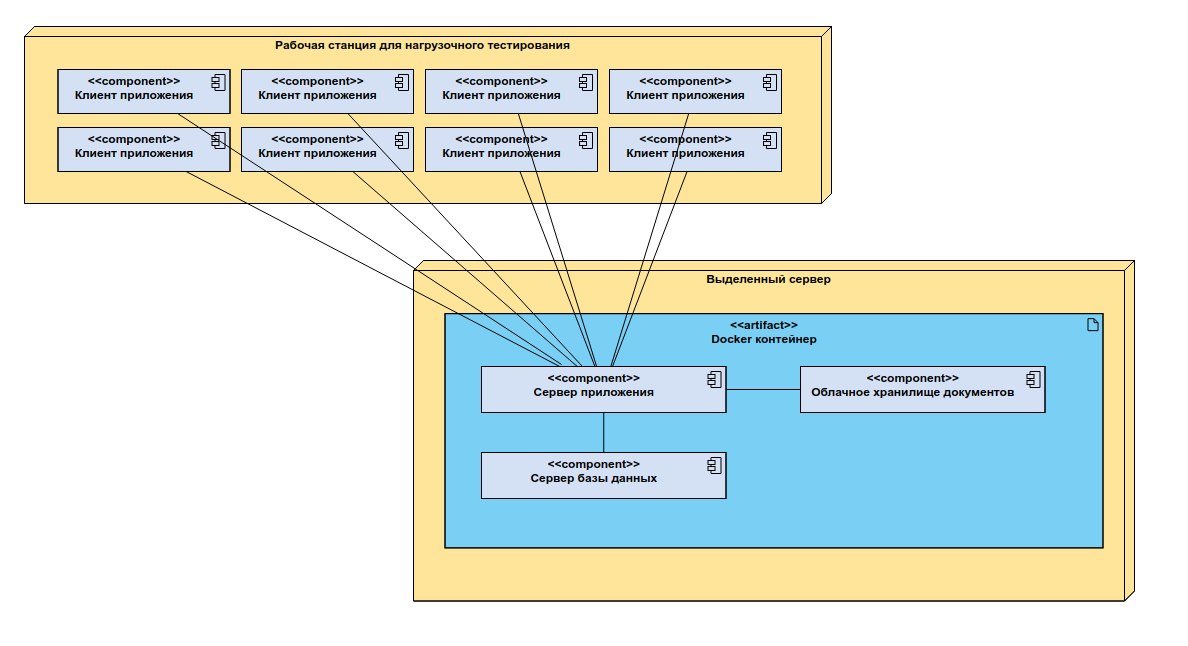 Рабочая станция для нагрузочного тестирования
<<component>>
Клиент приложения
<<component>>
Клиент приложения
<<component>>
Клиент приложения
<<component>>
Клиент приложения
<<component>>
Клиент приложения
<<component>>
Клиент приложения
<<component>>
Клиент приложения
<<component>>
Клиент приложения
Выделенный сервер
<<artifact>>
Docker контейнер
<<component>>
Сервер приложения
<<component>>
Облачное хранилище документов
<<component>>
Сервер базы данных